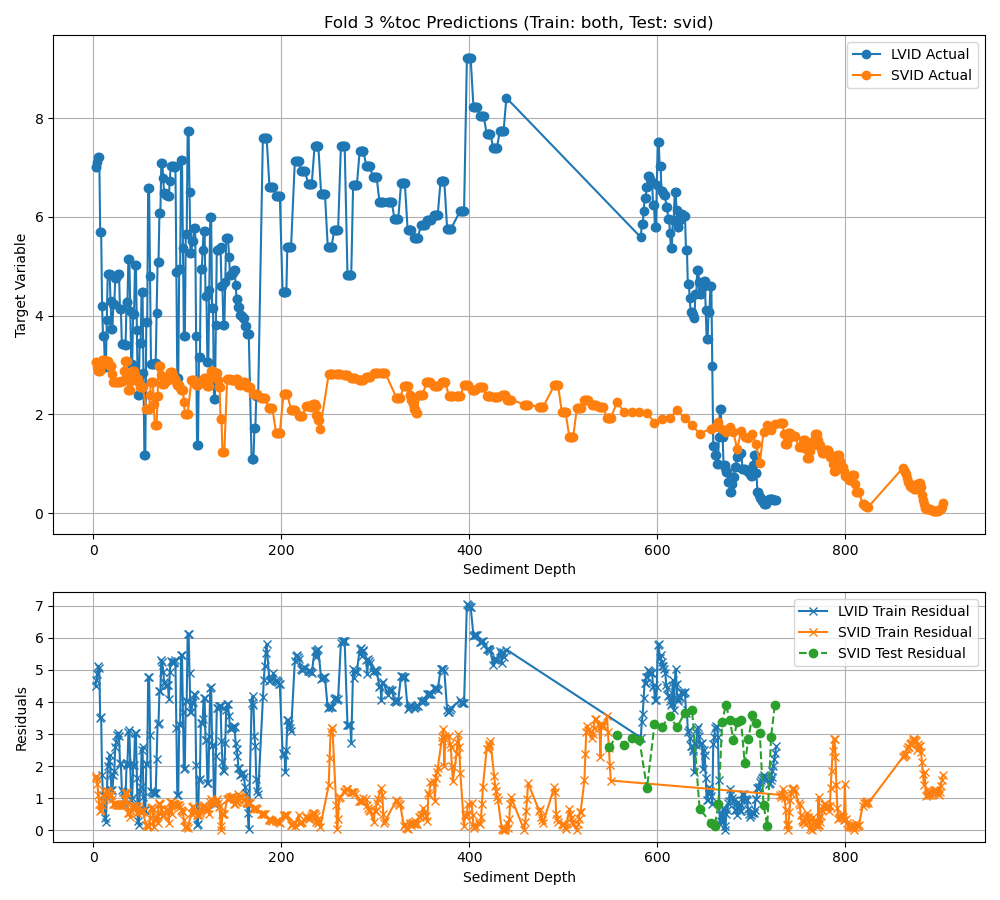 Fold 3 %toc Predictions (Train: both, Test: svid)
LVID Actual
SVID Actual
Target Variable
8
6
4
2
0
0 200 400 600 800
Sediment Depth
LVID Train Residual
SVID Train Residual
SVID Test Residual
Residuals
7
6
5
4
3
2
1
0
0 200 400 600 800
Sediment Depth